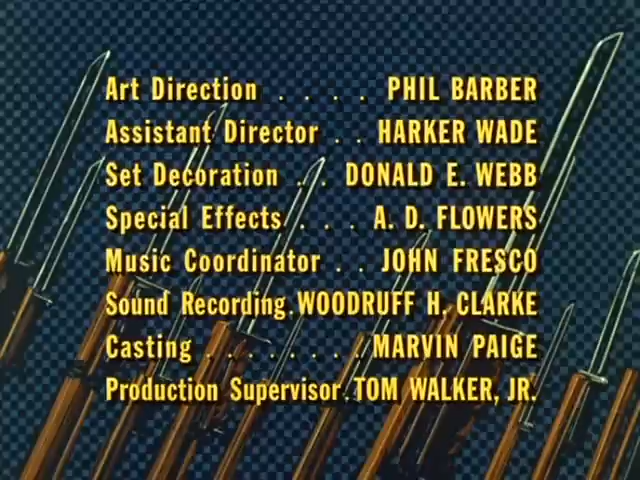 Art Direction . . . . PHIL BARBER
Assistant Director . . HARKER WADE
Set Decoration . . DONALD E. WEBB
Special Effects . . . A. D. FLOWERS
Music Coordinator . . JOHN FRESCO
Sound Recording . WOODRUFF H. CLARKE
Casting . . . . . . . . MARVIN PAIGE
Production Supervisor . TOM WALKER, JR.